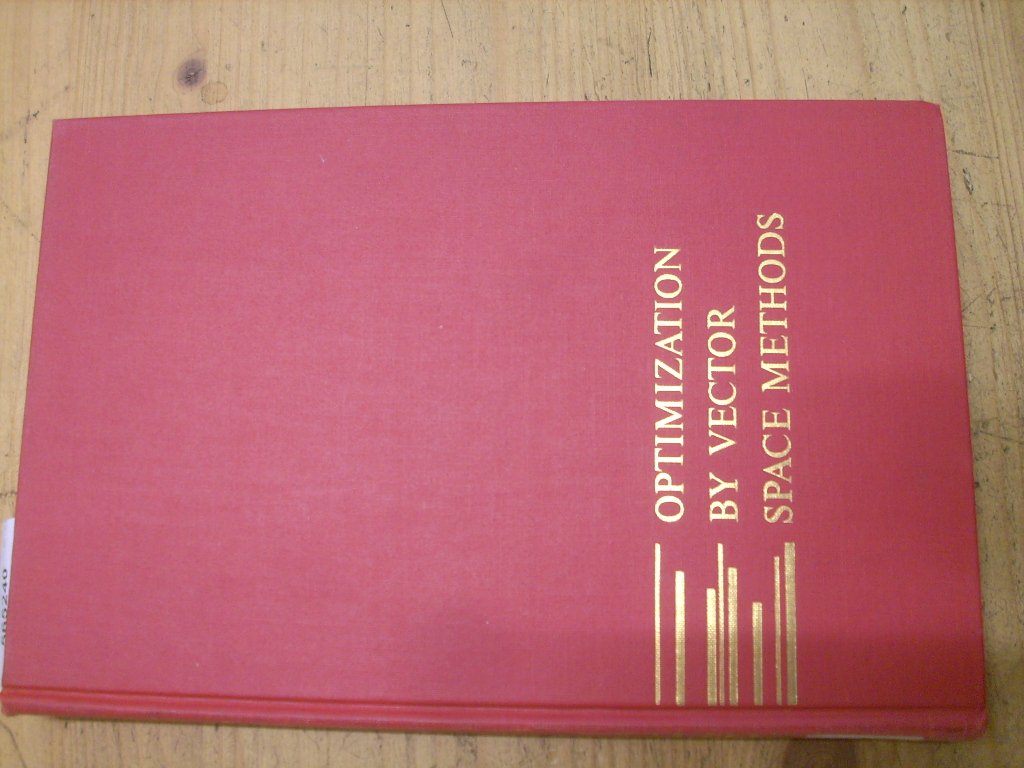 OPTIMIZATION
BY VECTOR
SPACE METHODS